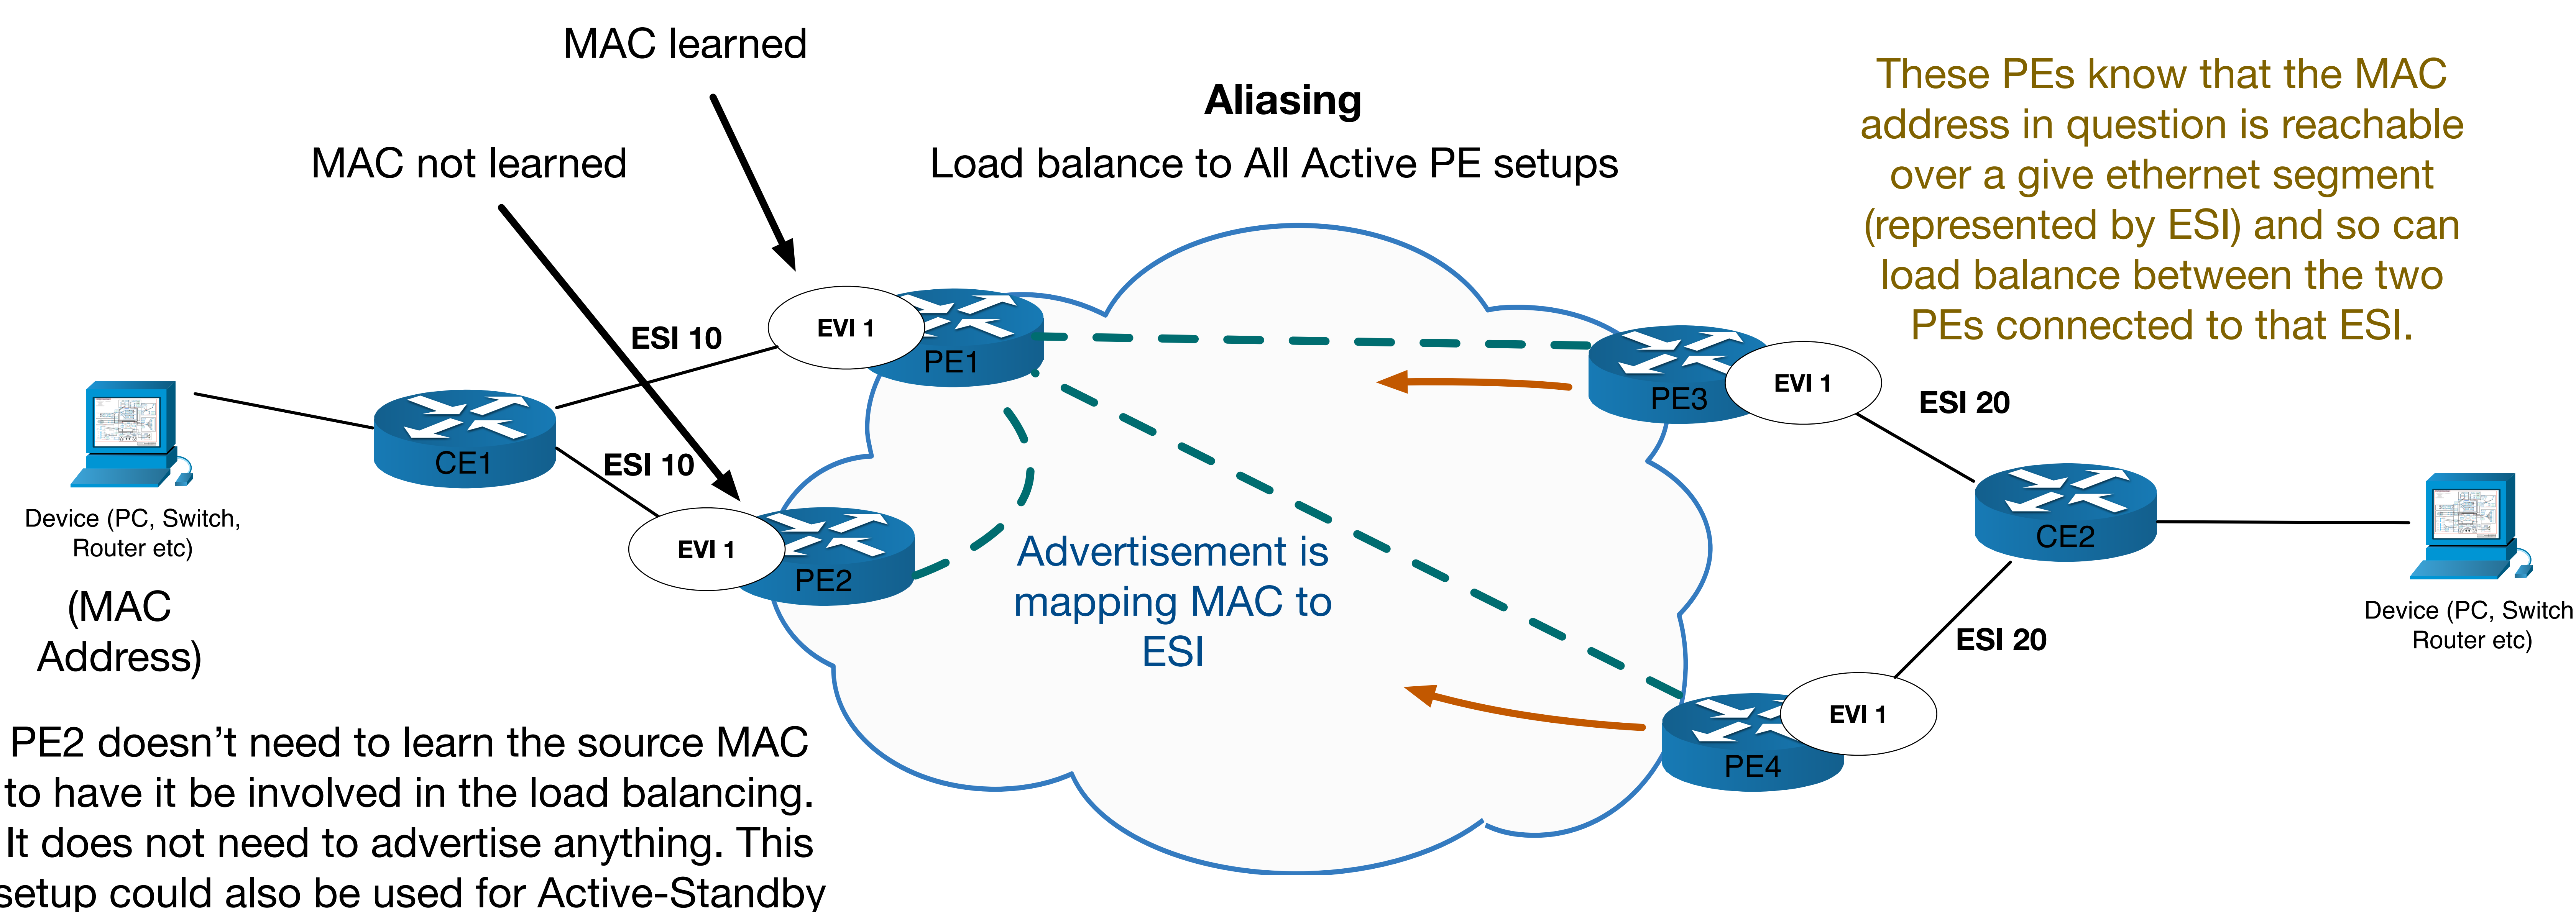 MAC learned
MAC not learned
Aliasing
Load balance to All Active PE setups
These PEs know that the MAC
address in question is reachable
over a give ethernet segment
(represented by ESI) and so can
load balance between the two
PEs connected to that ESI.
ESI 10
EVI 1
PE1
CE1
ESI 10
EVI 1
PE2
Device (PC, Switch,
Router etc)
(MAC
Address)
Advertisement is
mapping MAC to
ESI
PE3
EVI 1
ESI 20
CE2
ESI 20
EVI 1
PE4
Device (PC, Switch
Router etc)
PE2 doesn’t need to learn the source MAC
to have it be involved in the load balancing.
It does not need to advertise anything. This
setup could also be used for Active-Standby